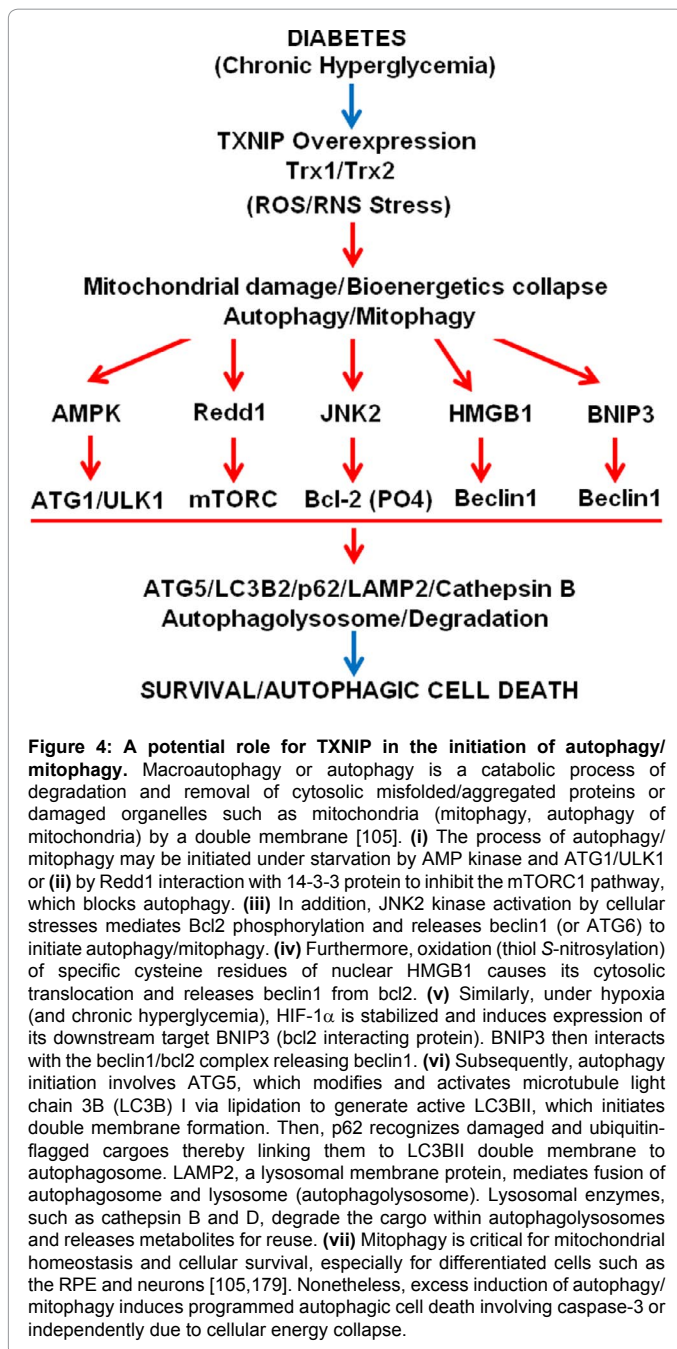 DIABETES
(Chronic Hyperglycemia)
TXNIP Overexpression
Trx1/Trx2
(ROS/RNS Stress)
Mitochondrial damage/Bioenergetics collapse
Autophagy/Mitophagy
AMPK Redd1 JNK2 HMGB1 BNIP3
ATG1/ULK1 mTORC Bcl-2 (PO4) Beclin1 Beclin1
ATG5/LC3B2/p62/LAMP2/Cathepsin B
Autophagolysosome/Degradation
SURVIVAL/AUTOPHAGIC CELL DEATH
Figure 4: A potential role for TXNIP in the initiation of autophagy/
mitophagy. Macroautophagy or autophagy is a catabolic process of
degradation and removal of cytosolic misfolded/aggregated proteins or
damaged organelles such as mitochondria (mitophagy, autophagy of
mitochondria) by a double membrane [105]. (i) The process of autophagy/
mitophagy may be initiated under starvation by AMP kinase and ATG1/ULK1
or (ii) by Redd1 interaction with 14-3-3 protein to inhibit the mTORC1 pathway,
which blocks autophagy. (iii) In addition, JNK2 kinase activation by cellular
stresses mediates Bcl2 phosphorylation and releases beclin1 (or ATG6) to
initiate autophagy/mitophagy. (iv) Furthermore, oxidation (thiol S-nitrosylation)
of specific cysteine residues of nuclear HMGB1 causes its cytosolic
translocation and releases beclin1 from bcl2. (v) Similarly, under hypoxia
(and chronic hyperglycemia), HIF-1α is stabilized and induces expression of
its downstream target BNIP3 (bcl2 interacting protein). BNIP3 then interacts
with the beclin1/bcl2 complex releasing beclin1. (vi) Subsequently, autophagy
initiation involves ATG5, which modifies and activates microtubule light
chain 3B (LC3B) I via lipidation to generate active LC3BII, which initiates
double membrane formation. Then, p62 recognizes damaged and ubiquitin-
flagged cargoes thereby linking them to LC3BII double membrane to
autophagosome. LAMP2, a lysosomal membrane protein, mediates fusion of
autophagosome and lysosome (autophagolysosome). Lysosomal enzymes,
such as cathepsin B and D, degrade the cargo within autophagolysosomes
and releases metabolites for reuse. (vii) Mitophagy is critical for mitochondrial
homeostasis and cellular survival, especially for differentiated cells such as
the RPE and neurons [105,179]. Nonetheless, excess induction of autophagy/
mitophagy induces programmed autophagic cell death involving caspase-3 or
independently due to cellular energy collapse.